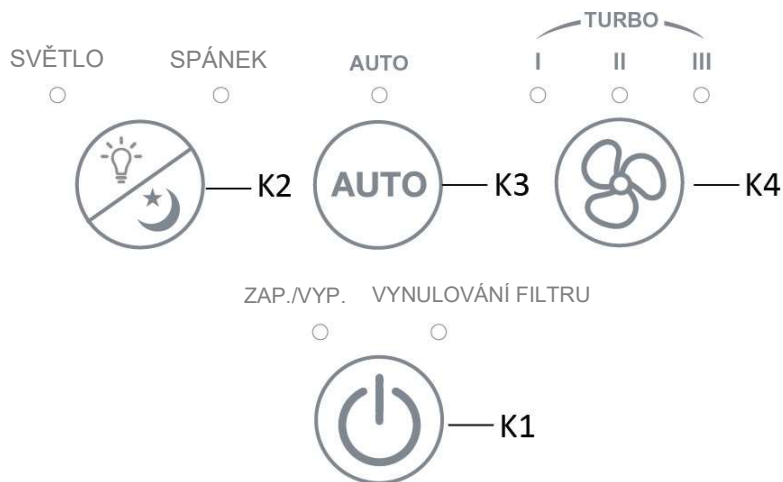 TURBO
SVĚTLO SPÁNEK AUTO I II III
K2 AUTO K3 K4
ZAP./VYP. VYNULOVÁNÍ FILTRU
K1